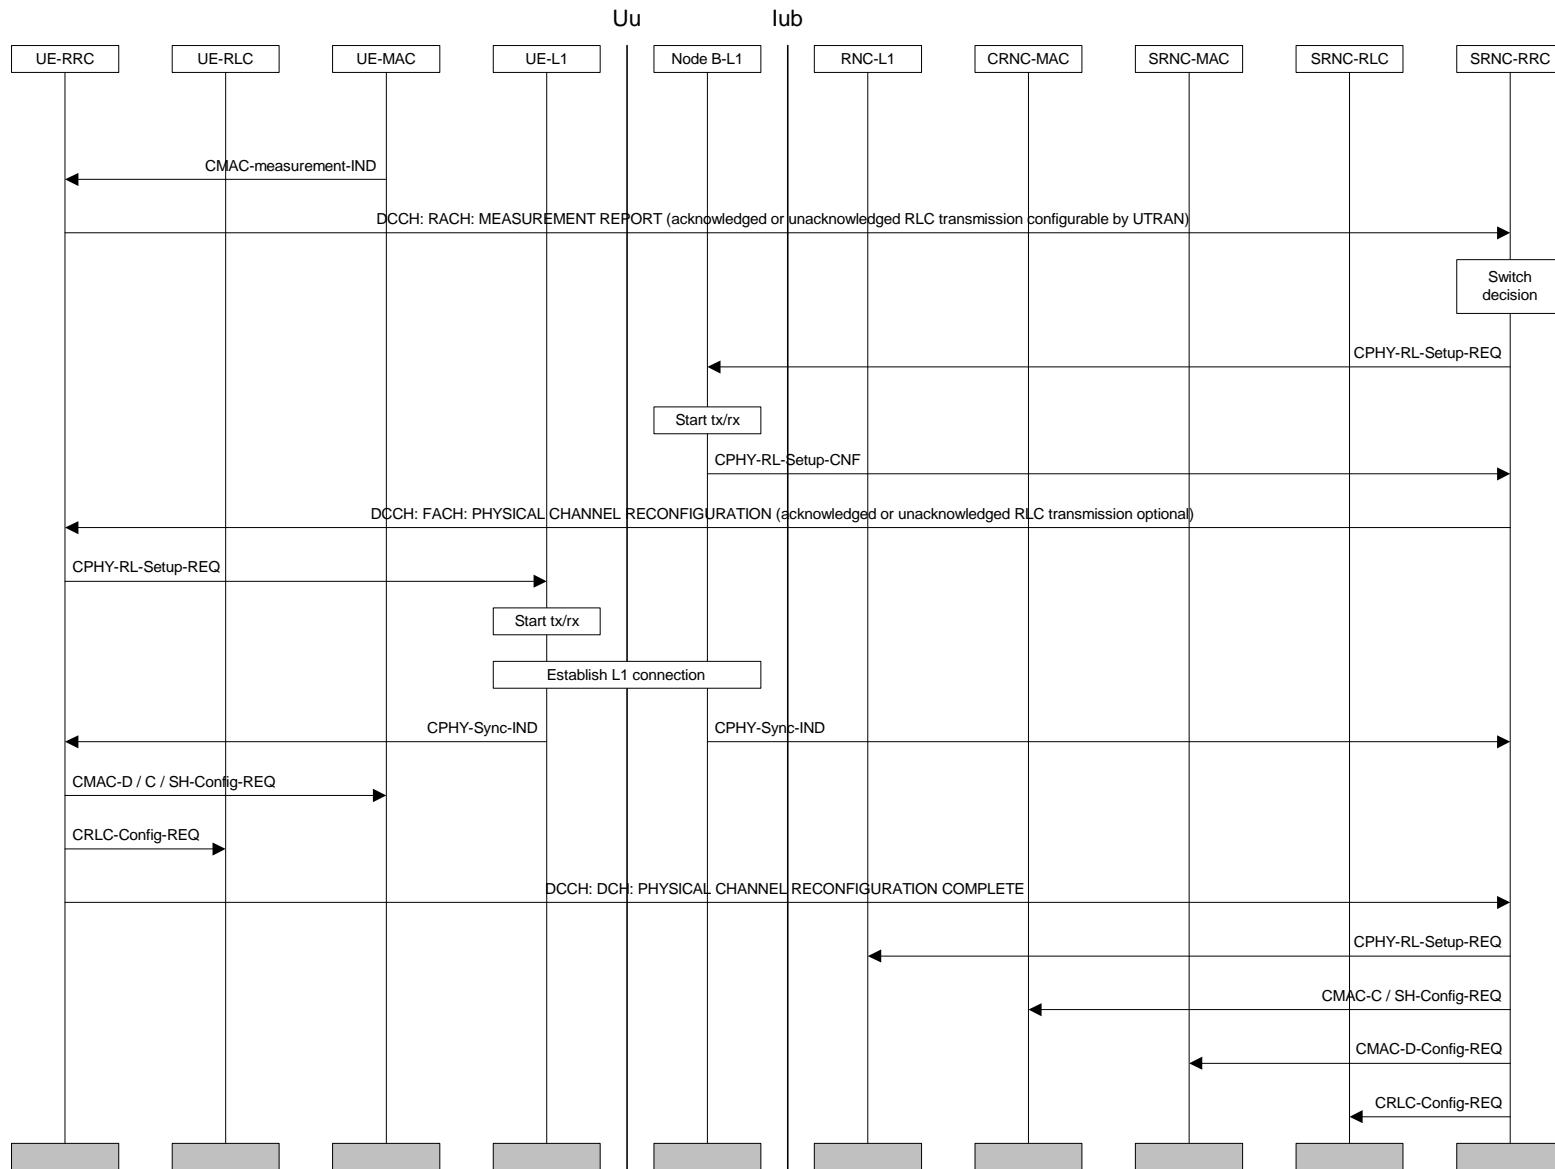 Uu
Iub
UE-RRC
UE-RLC
UE-MAC
UE-L1
Node B-L1
RNC-L1
CRNC-MAC
SRNC-MAC
SRNC-RLC
SRNC-RRC
CMAC-measurement-IND
DCCH: RACH: MEASUREMENT REPORT (acknowledged or unacknowledged RLC transmission configurable by UTRAN)
Switch
decision
CPHY-RL-Setup-REQ
Start tx/rx
CPHY-RL-Setup-CNF
DCCH: FACH: PHYSICAL CHANNEL RECONFIGURATION (acknowledged or unacknowledged RLC transmission optional)
CPHY-RL-Setup-REQ
Start tx/rx
Establish L1 connection
CPHY-Sync-IND
CPHY-Sync-IND
CMAC-D / C / SH-Config-REQ
CRLC-Config-REQ
DCCH: DCH: PHYSICAL CHANNEL RECONFIGURATION COMPLETE
CPHY-RL-Setup-REQ
CMAC-C / SH-Config-REQ
CMAC-D-Config-REQ
CRLC-Config-REQ